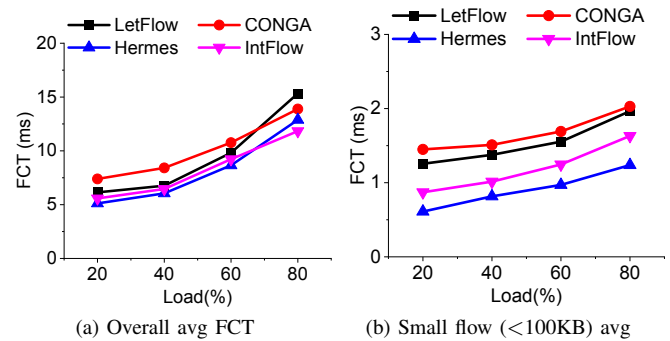 LetFlow CONGA
Hermes IntFlow
20
15
10
5
0
FCT (ms)
20 40 60 80
Load(%)
(a) Overall avg FCT
LetFlow CONGA
Hermes IntFlow
3
2
1
0
FCT (ms)
20 40 60 80
Load(%)
(b) Small flow (<100KB) avg